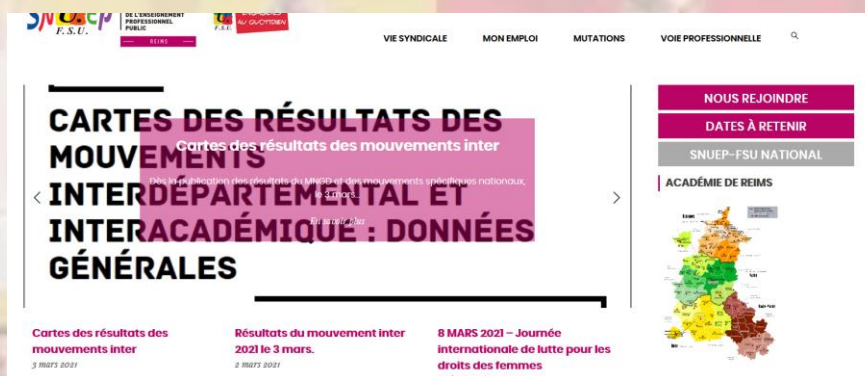 SNUEP
F.S.U.
DE L'ENSEIGNEMENT
PROFESSIONNEL
PUBLIC
REIMS
F.S.U.
AU QUOTIDIEN
VIE SYNDICALE
MON EMPLOI
MUTATIONS
VOIE PROFESSIONNELLE
CARTES DES RÉSULTATS DES
MOUVEMENTS
INTERDÉPARTEMENTAL ET
INTERACADÉMIQUE : DONNÉES
GÉNÉRALES
Cartes des résultats des mouvements inter
Dès la publication des résultats du MNGD et des mouvements spécifiques nationaux,
le 3 mars...
En savoir plus
NOUS REJOINDRE
DATES À RETENIR
SNUEP-FSU NATIONAL
ACADÉMIE DE REIMS
Cartes des résultats des
mouvements inter
3 mars 2021
Résultats du mouvement inter
2021 le 3 mars.
2 mars 2021
8 MARS 2021 – Journée
internationale de lutte pour les
droits des femmes